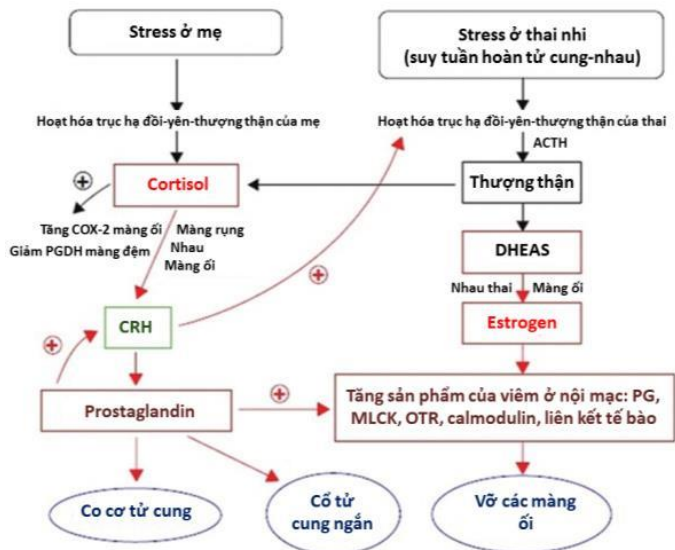 Stress ở mẹ
Stress ở thai nhi
(suy tuần hoàn tử cung-nhau)
Hoạt hóa trục hạ đồi-yên-thượng thận của mẹ
Hoạt hóa trục hạ đồi-yên-thượng thận của thai
ACTH
Cortisol
Thượng thận
Tăng COX-2 màng ối
Giảm PGDH màng đệm
Màng rụng
Nhau
Màng ối
DHEAS
Nhau thai
Màng ối
CRH
Estrogen
Prostaglandin
Tăng sản phẩm của viêm ở nội mạc: PG,
MLCK, OTR, calmodulin, liên kết tế bào
Co cơ tử cung
Cổ tử
cung ngắn
Vỡ các màng
ối